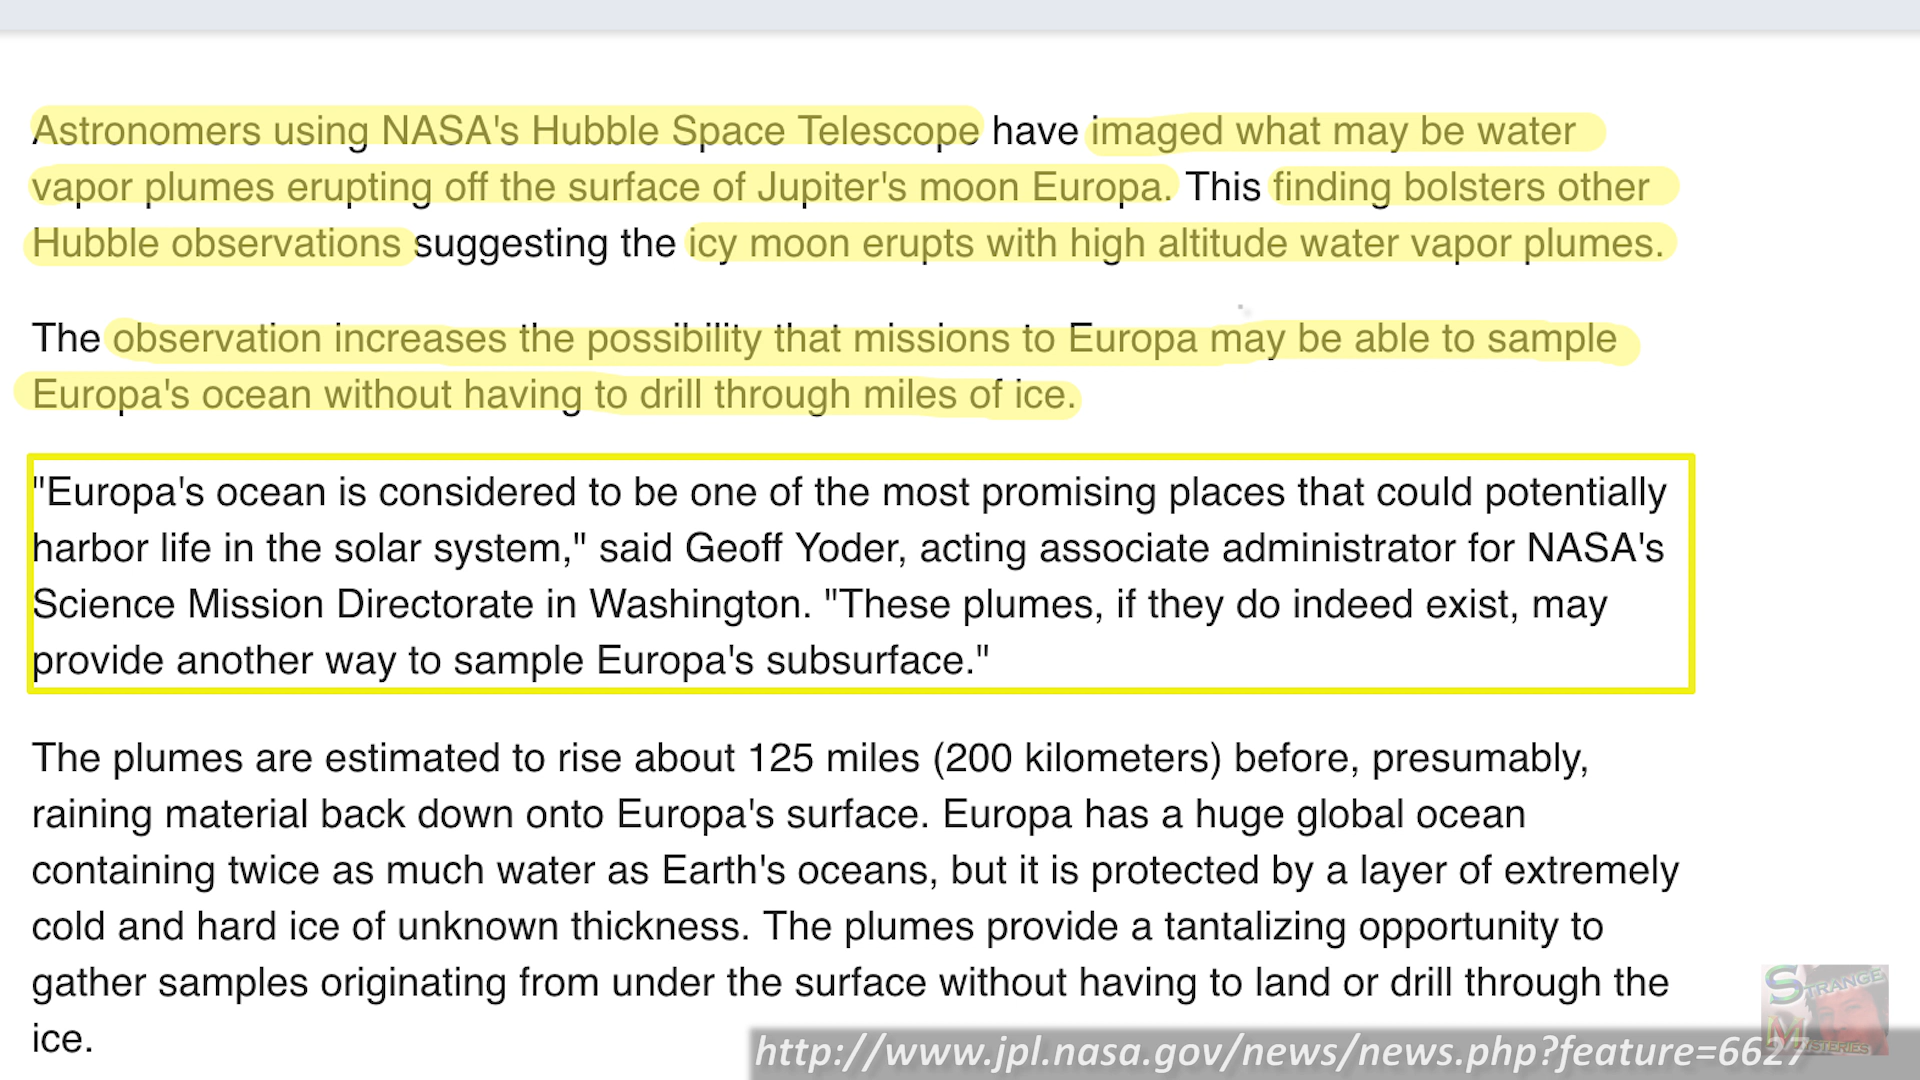 Astronomers using NASA's Hubble Space Telescope have imaged what may be water
vapor plumes erupting off the surface of Jupiter's moon Europa. This finding bolsters other
Hubble observations suggesting the icy moon erupts with high altitude water vapor plumes.
The observation increases the possibility that missions to Europa may be able to sample
Europa's ocean without having to drill through miles of ice.
"Europa's ocean is considered to be one of the most promising places that could potentially
harbor life in the solar system," said Geoff Yoder, acting associate administrator for NASA's
Science Mission Directorate in Washington. "These plumes, if they do indeed exist, may
provide another way to sample Europa's subsurface."
The plumes are estimated to rise about 125 miles (200 kilometers) before, presumably,
raining material back down onto Europa's surface. Europa has a huge global ocean
containing twice as much water as Earth's oceans, but it is protected by a layer of extremely
cold and hard ice of unknown thickness. The plumes provide a tantalizing opportunity to
gather samples originating from under the surface without having to land or drill through the
ice.
http://www.jpl.nasa.gov/news/news.php?feature=6627
STRANGE
MYSTERIES